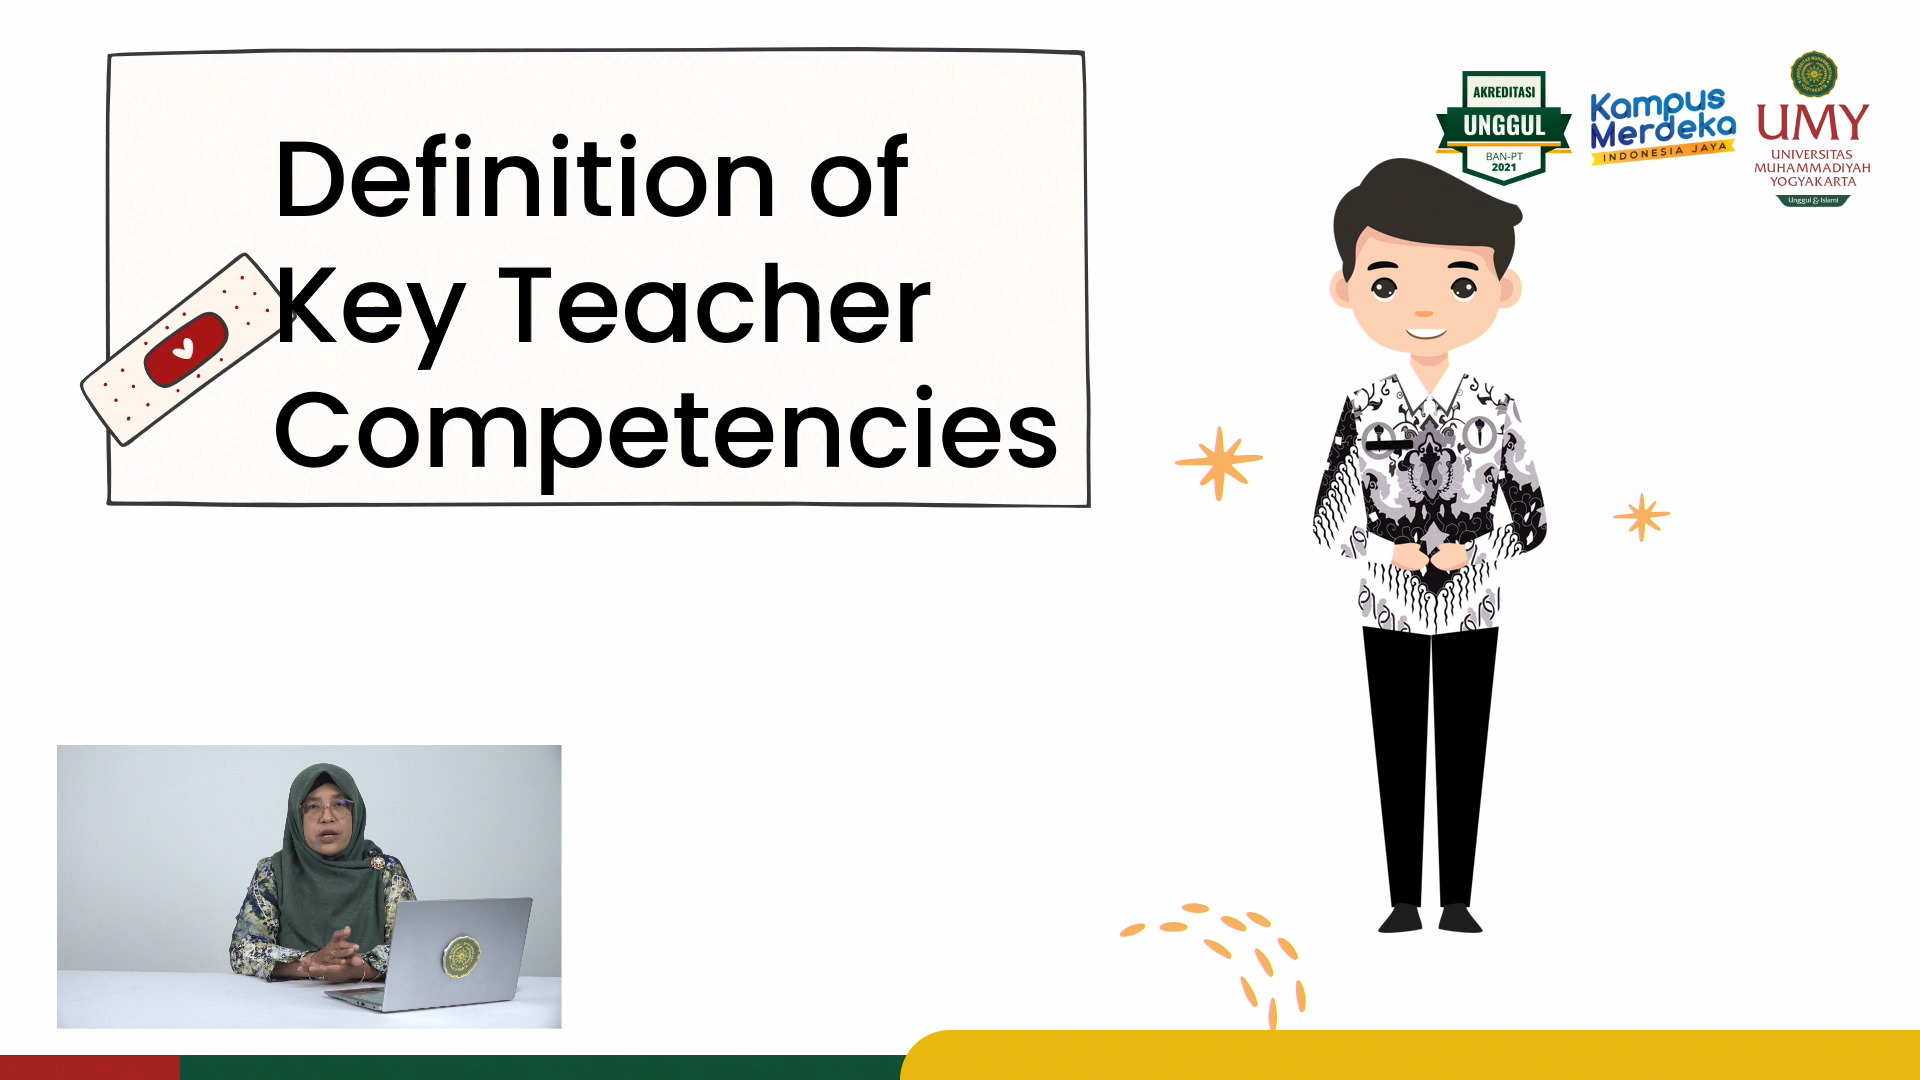 Definition of
Key Teacher
Competencies
AKREDITASI
UNGGUL
BAN-PT
2021
Kampus
Merdeka
INDONESIA JAYA
UMY
UNIVERSITAS
MUHAMMADIYAH
YOGYAKARTA
Unggul & Islami